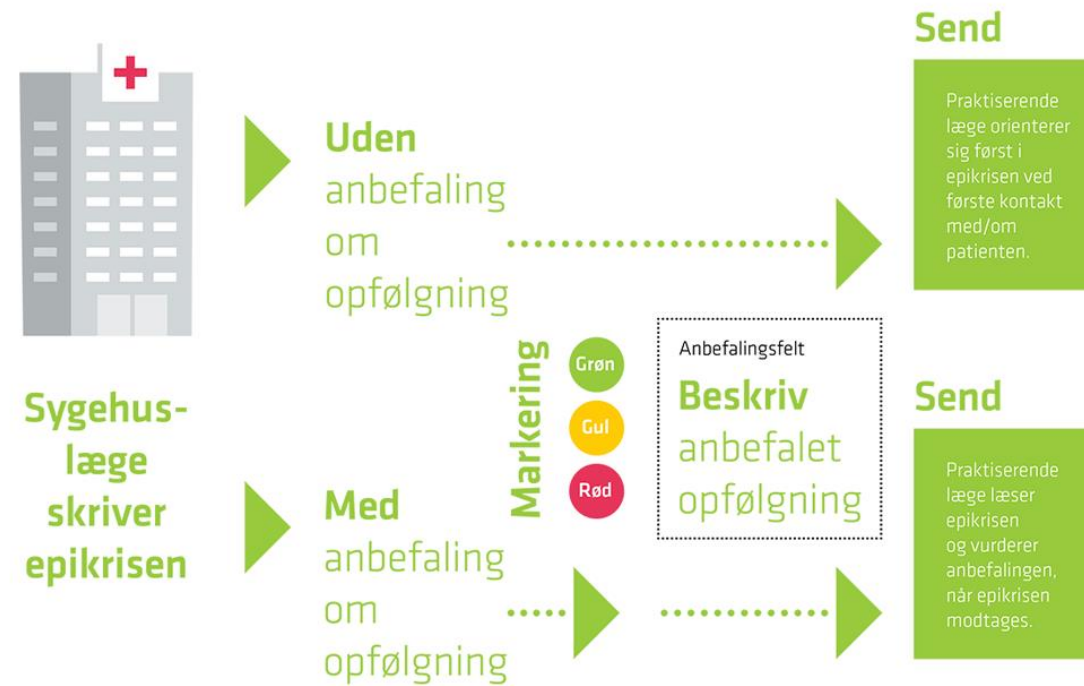 Sygehus-
læge
skriver
epikrisen
Uden
anbefaling
om
opfølgning
Send
Praktiserende
læge orienterer
sig først i
epikrisen ved
første kontakt
med/om
patienten.
Med
anbefaling
om
opfølgning
Markering
Grøn
Gul
Rød
Anbefalingsfelt
Beskriv
anbefalet
opfølgning
Send
Praktiserende
læge læser
epikrisen
og vurderer
anbefalingen,
når epikrisen
modtages.